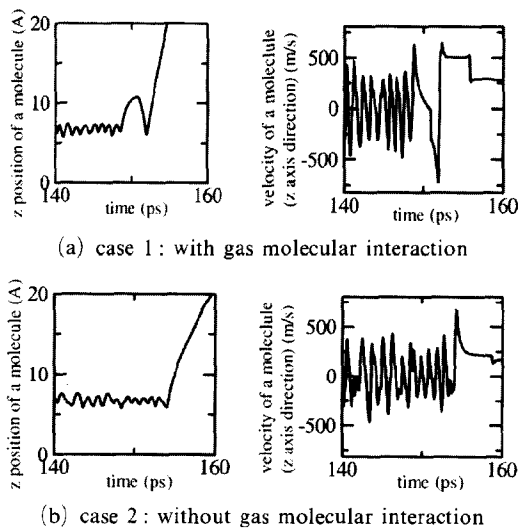 z position of a molecule (A)
20
10
0
140
160
time (ps)
velocity of a molecule
(z axis direction) (m/s)
500
0
-500
140
160
time (ps)
(a) case 1 : with gas molecular interaction
z position of a molecule (A)
20
10
0
140
160
time (ps)
velocity of a moleclule
(z axis direction) (m/s)
500
0
-500
140
160
time (ps)
(b) case 2 : without gas molecular interaction